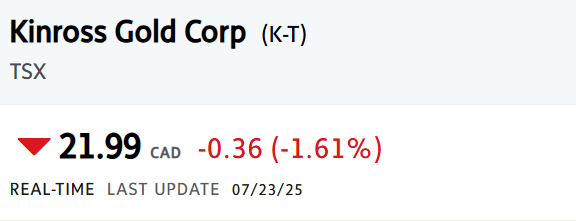 Kinross Gold Corp (K-T)
TSX
21.99 CAD -0.36 (-1.61%)
REAL-TIME LAST UPDATE 07/23/25